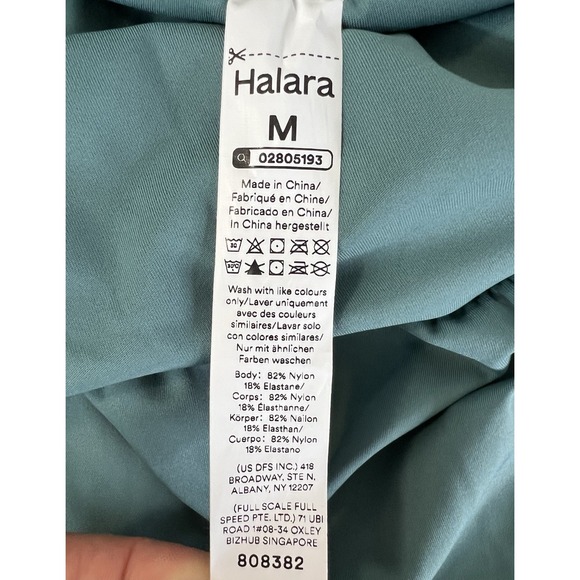 Halara
M
02805193
Made in China/
Fabriqué en Chine/
Fabricado en China/
In China hergestellt
30
30°C
Wash with like colours
only/Laver uniquement
avec des couleurs
similaires/Lavar solo
con colores similares/
Nur mit ähnlichen
Farben waschen
Body: 82% Nylon
18% Elastane/
Corps: 82% Nylon
18% Élasthanne/
Körper: 82% Nailon
18% Elasthan/
Cuerpo: 82% Nylon
18% Elastano
(US DFS INC.) 418
BROADWAY, STE N.
ALBANY, NY 12207
(FULL SCALE FULL
SPEED PTE. LTD.) 71 UBI
ROAD 1#08-34 OXLEY
BIZHUB SINGAPORE
808382